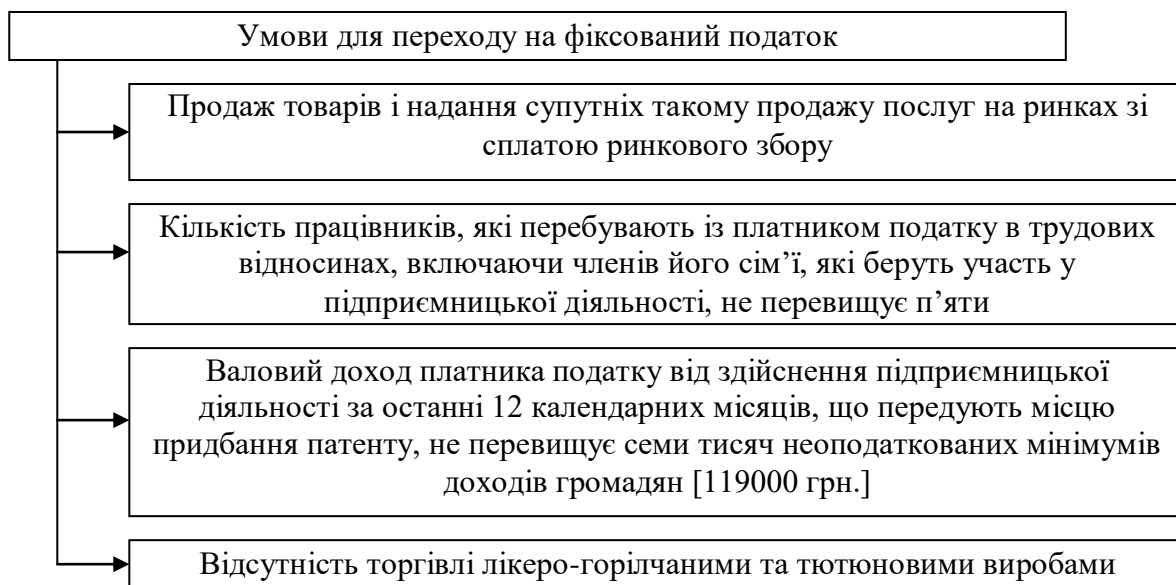 Умови для переходу на фіксований податок
Продаж товарів і надання супутніх такому продажу послуг на ринках зі
сплатою ринкового збору
Кількість працівників, які перебувають із платником податку в трудових
відносинах, включаючи членів його сім’ї, які беруть участь у
підприємницької діяльності, не перевищує п’яти
Валовий доход платника податку від здійснення підприємницької
діяльності за останні 12 календарних місяців, що передують місцю
придбання патенту, не перевищує семи тисяч неоподаткованих мінімумів
доходів громадян [119000 грн.]
Відсутність торгівлі лікеро-горілчаними та тютюновими виробами